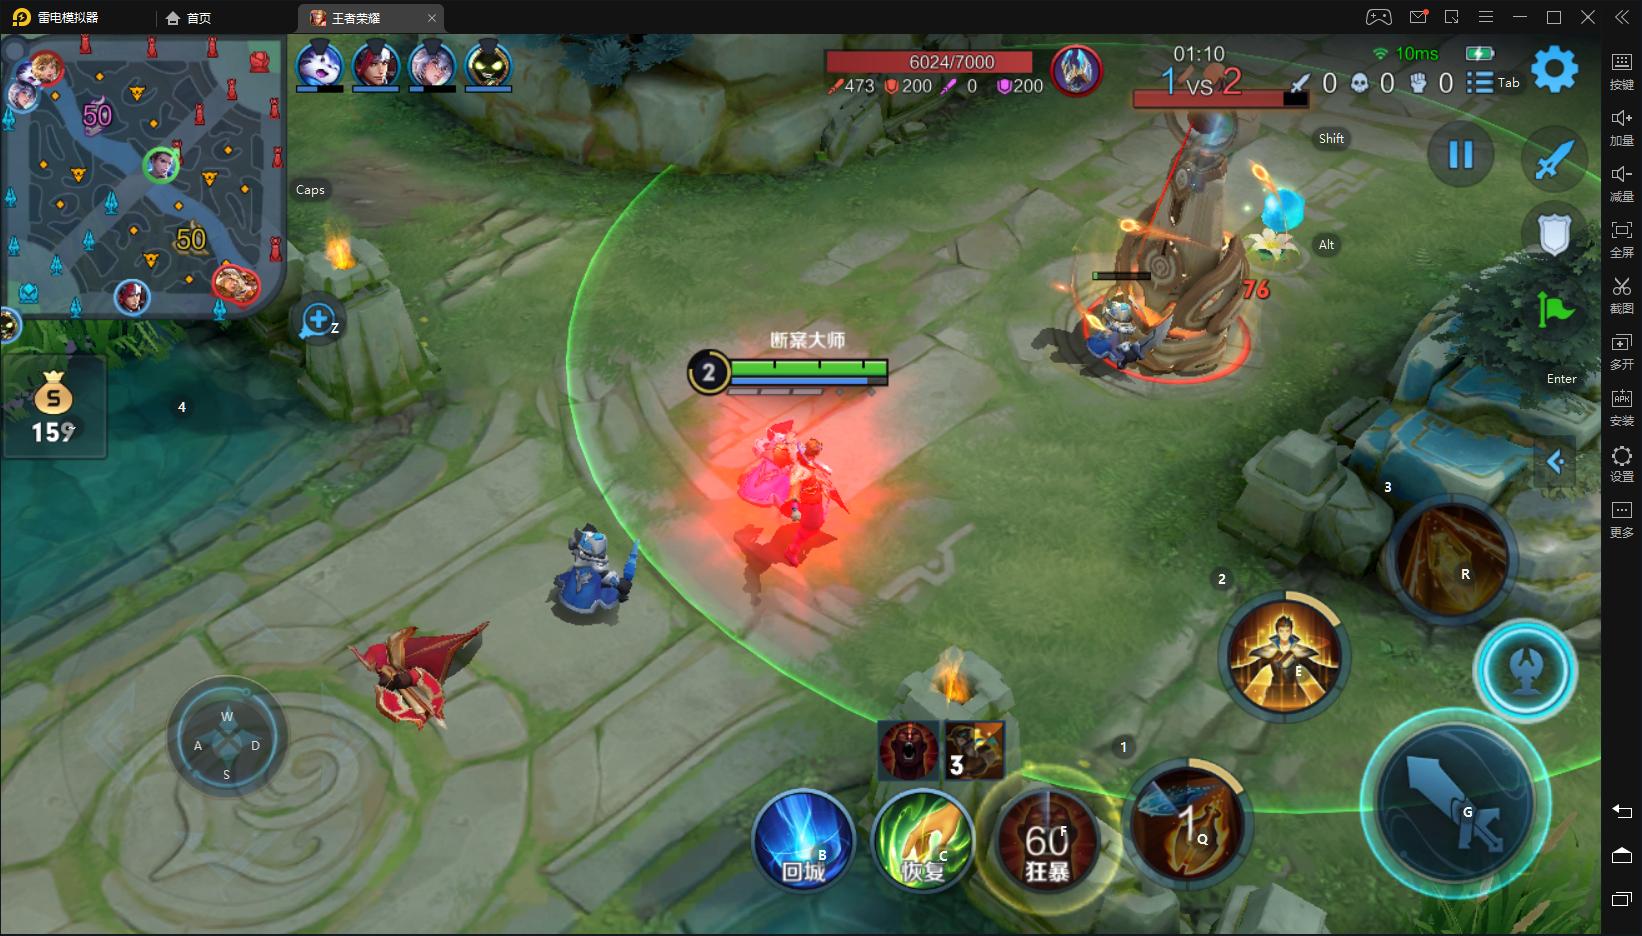 雷电模拟器
首页
王者荣耀
6024/7000
473
200
0
200
01:10
1 vs 2
0
0
0
10ms
Tab
按键
加量
减量
全屏
截图
多开
安装
APK
设置
更多
50
50
Caps
Shift
Alt
Enter
Z
76
断案大师
2
S
159
4
3
R
2
E
W
A
D
S
1
3
G
B
回城
C
恢复
60
F
狂暴
1
Q